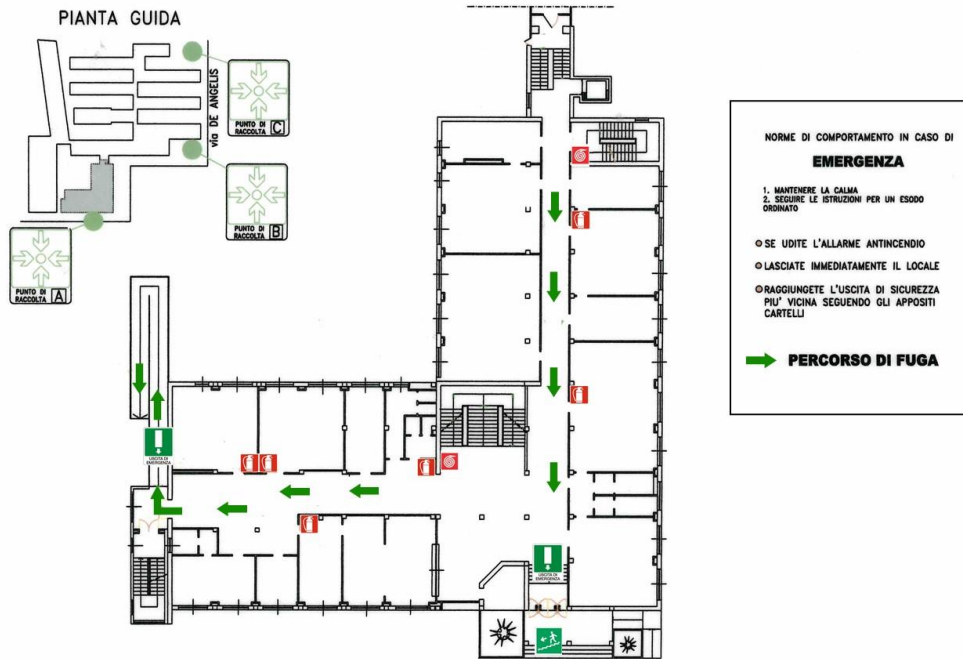 PIANTA GUIDA
via DE ANGELIS
PUNTO DI
RACCOLTA C
PUNTO DI
RACCOLTA B
PUNTO DI
RACCOLTA A
NORME DI COMPORTAMENTO IN CASO DI
EMERGENZA
1. MANTENERE LA CALMA
2. SEGUIRE LE ISTRUZIONI PER UN ESODO
ORDINATO
SE UDITE L'ALLARME ANTINCENDIO
LASCIATE IMMEDIATAMENTE IL LOCALE
RAGGIUNGETE L'USCITA DI SICUREZZA
PIU' VICINA SEGUENDO GLI APPOSITI
CARTELLI
PERCORSO DI FUGA
USCITA DI
EMERGENZA
USCITA DI
EMERGENZA